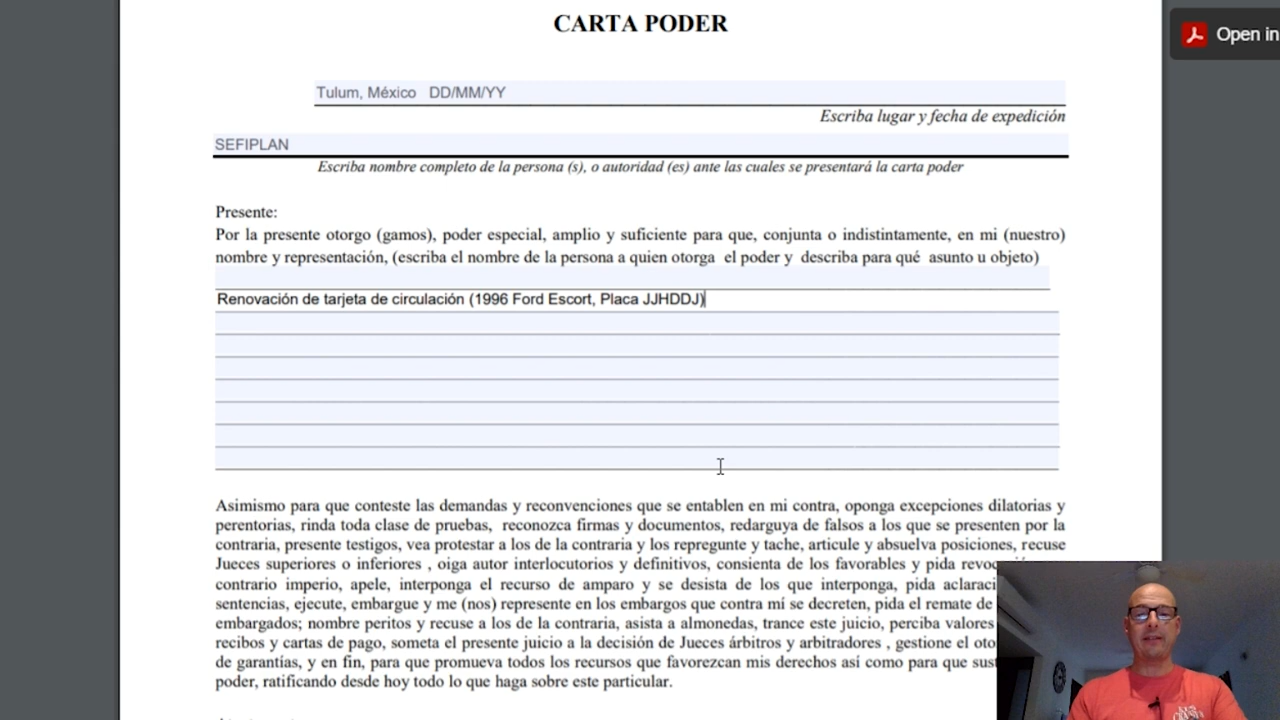 CARTA PODER
Open in
Tulum, México DD/MM/YY
Escriba lugar y fecha de expedición
SEFIPLAN
Escriba nombre completo de la persona (s), o autoridad (es) ante las cuales se presentará la carta poder
Presente:
Por la presente otorgo (gamos), poder especial, amplio y suficiente para que, conjunta o indistintamente, en mi (nuestro)
nombre y representación, (escriba el nombre de la persona a quien otorga el poder y describa para qué asunto u objeto)
Renovación de tarjeta de circulación (1996 Ford Escort, Placa JJHDDJ)
Asimismo para que conteste las demandas y reconvenciones que se entablen en mi contra, oponga excepciones dilatorias y
perentorias, rinda toda clase de pruebas, reconozca firmas y documentos, redarguya de falsos a los que se presenten por la
contraria, presente testigos, vea protestar a los de la contraria y los repregunte y tache, articule y absuelva posiciones, recuse
Jueces superiores o inferiores , oiga autor interlocutorios y definitivos, consienta de los favorables y pida
contrario imperio, apele, interponga el recurso de amparo y se desista de los que interponga, pida
sentencias, ejecute, embargue y me (nos) represente en los embargos que contra mí se decreten, pida el remate de
embargados; nombre peritos y recuse a los de la contraria, asista a almonedas, trance este juicio, perciba valores
recibos y cartas de pago, someta el presente juicio a la decisión de Jueces árbitros y arbitradores , gestione el
de garantías, y en fin, para que promueva todos los recursos que favorezcan mis derechos así como para que
poder, ratificando desde hoy todo lo que haga sobre este particular.